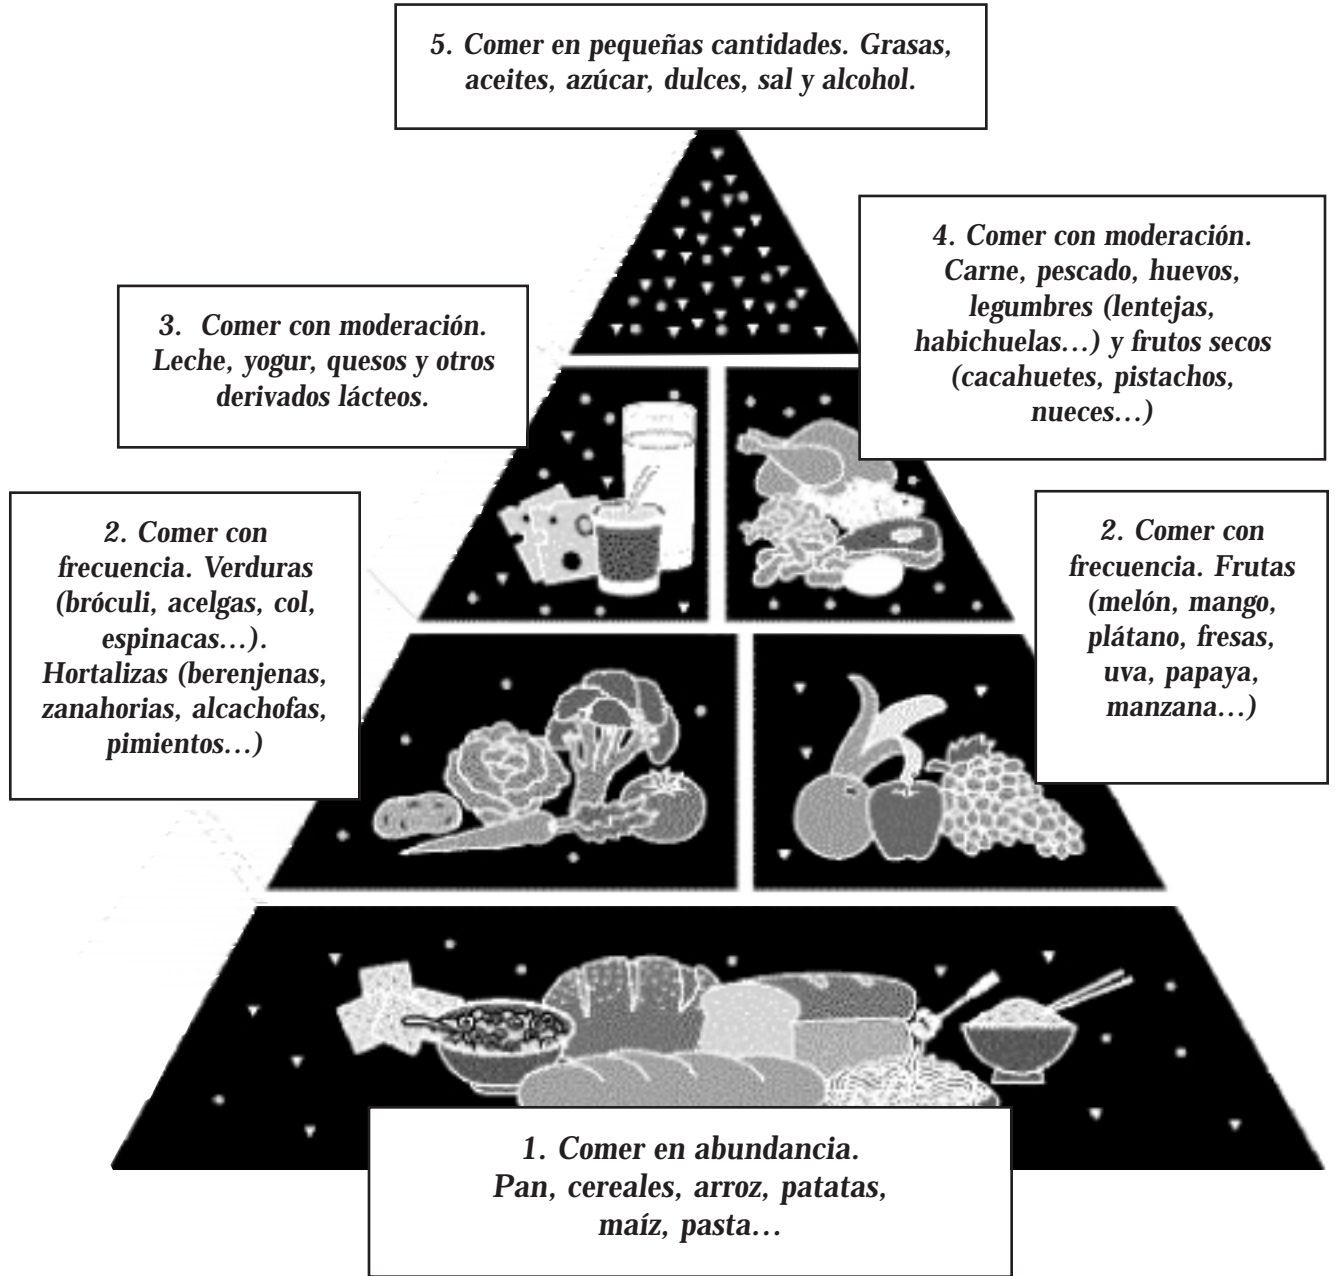 5. Comer en pequeñas cantidades. Grasas,
aceites, azúcar, dulces, sal y alcohol.
4. Comer con moderación.
Carne, pescado, huevos,
legumbres (lentejas,
habichuelas...) y frutos secos
(cacahuetes, pistachos,
nueces...)
3. Comer con moderación.
Leche, yogur, quesos y otros
derivados lácteos.
2. Comer con
frecuencia. Verduras
(bróculi, acelgas, col,
espinacas...).
Hortalizas (berenjenas,
zanahorias, alcachofas,
pimientos...)
2. Comer con
frecuencia. Frutas
(melón, mango,
plátano, fresas,
uva, papaya,
manzana...)
1. Comer en abundancia.
Pan, cereales, arroz, patatas,
maíz, pasta...